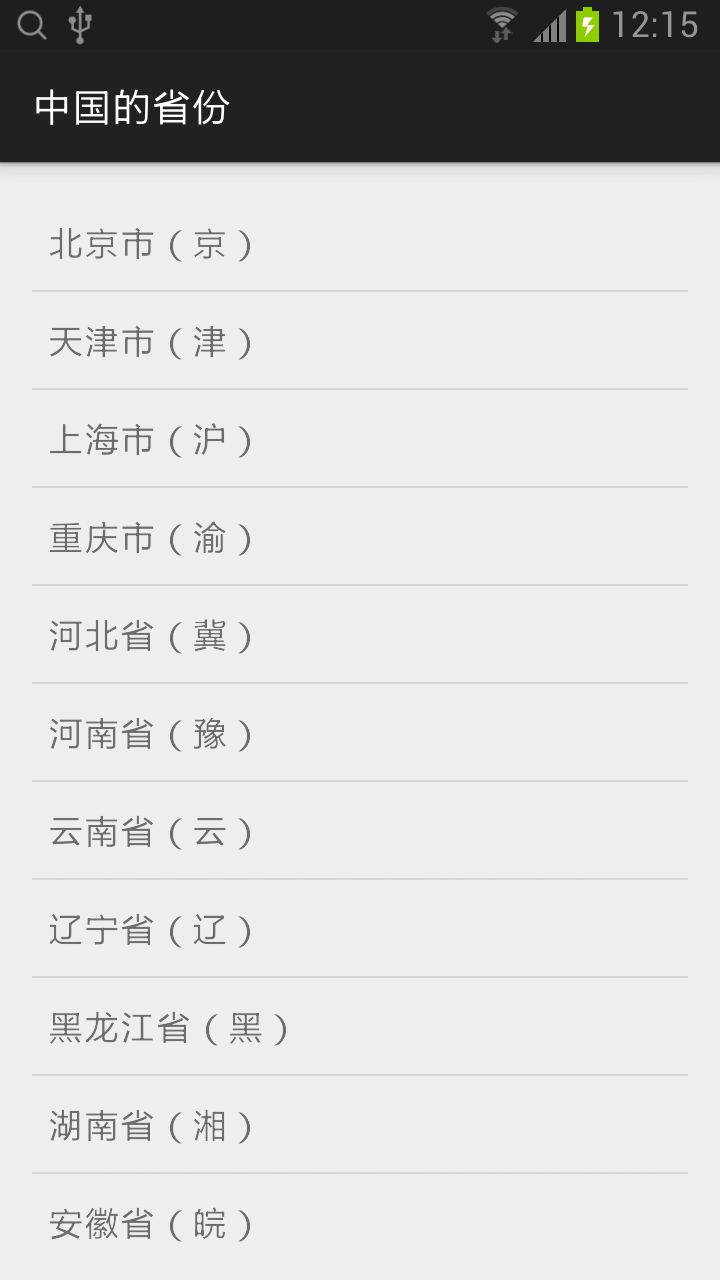 12:15
中国的省份
北京市（京）
天津市（津）
上海市（沪）
重庆市（渝）
河北省（冀）
河南省（豫）
云南省（云）
辽宁省（辽）
黑龙江省（黑）
湖南省（湘）
安徽省（皖）